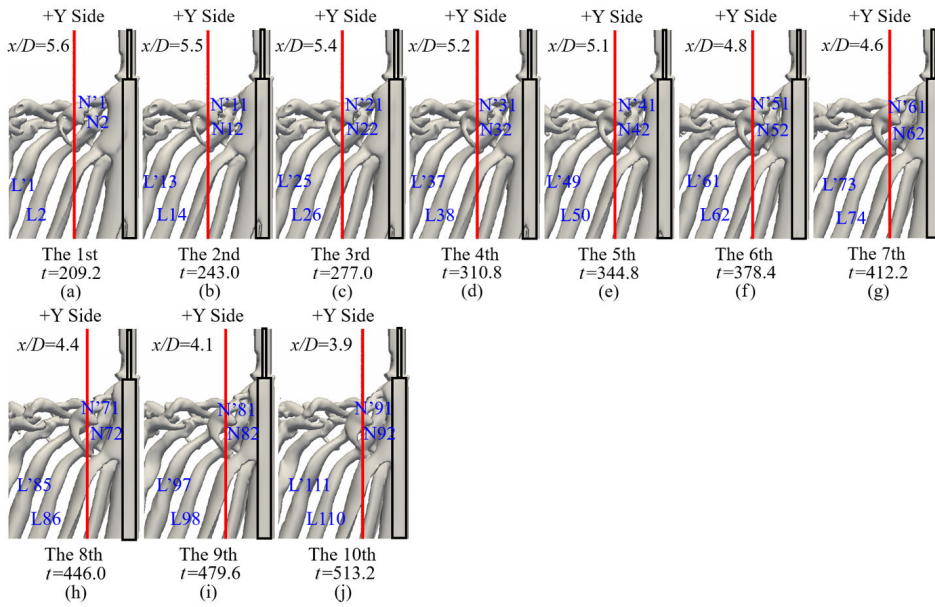 +Y Side +Y Side +Y Side +Y Side +Y Side +Y Side +Y Side
x/D=5.6 x/D=5.5 x/D=5.4 x/D=5.2 x/D=5.1 x/D=4.8 x/D=4.6
N'1 N'11 N'21 N'31 N'41 N'51 N'61
N2 N12 N22 N32 N42 N52 N62
L'1 L'13 L'25 L'37 L'49 L'61 L'73
L2 L14 L26 L38 L50 L62 L74
The 1st The 2nd The 3rd The 4th The 5th The 6th The 7th
t=209.2 t=243.0 t=277.0 t=310.8 t=344.8 t=378.4 t=412.2
(a) (b) (c) (d) (e) (f) (g)
+Y Side +Y Side +Y Side
x/D=4.4 x/D=4.1 x/D=3.9
N'71 N'81 N'91
N72 N82 N92
L'85 L'97 L'111
L86 L98 L110
The 8th The 9th The 10th
t=446.0 t=479.6 t=513.2
(h) (i) (j)